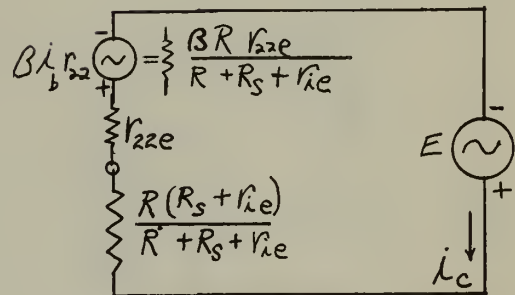 βi_b r_22 = βR r_22e / (R + R_S + r_ie)
-
+
r_22e
R(R_S + r_ie) / (R + R_S + r_ie)
E
-
+
i_c